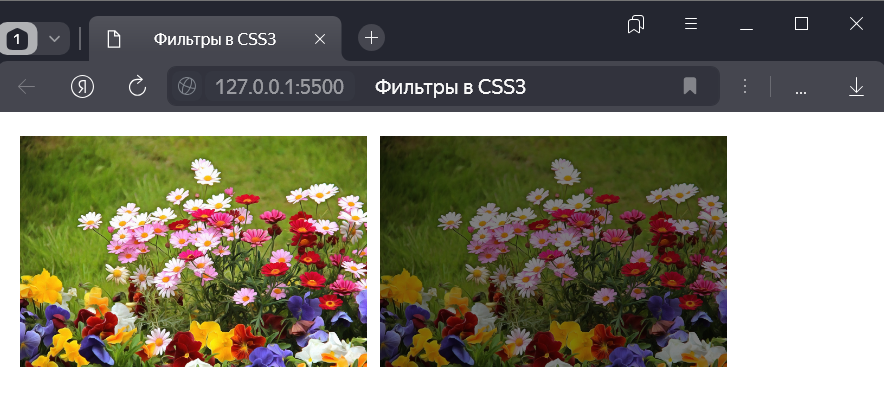 1
Фильтры в CSS3
Я
127.0.0.1:5500 Фильтры в CSS3
...